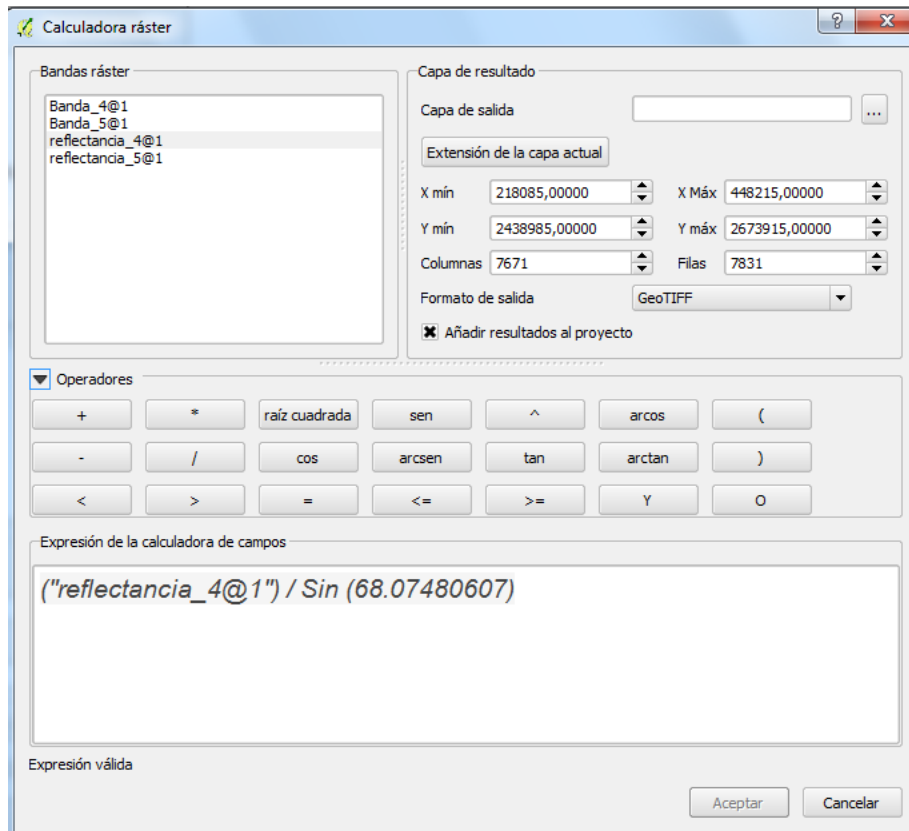 Calculadora ráster
Bandas ráster
Banda_4@1
Banda_5@1
reflectancia_4@1
reflectancia_5@1
Capa de resultado
Capa de salida
...
Extensión de la capa actual
X mín 218085,00000 X Máx 448215,00000
Y mín 2438985,00000 Y máx 2673915,00000
Columnas 7671 Filas 7831
Formato de salida GeoTIFF
Añadir resultados al proyecto
Operadores
+ * raíz cuadrada sen ^ arcos (
- / cos arcsen tan arctan )
< > = <= >= Y O
Expresión de la calculadora de campos
("reflectancia_4@1") / Sin (68.07480607)
Expresión válida
Aceptar Cancelar